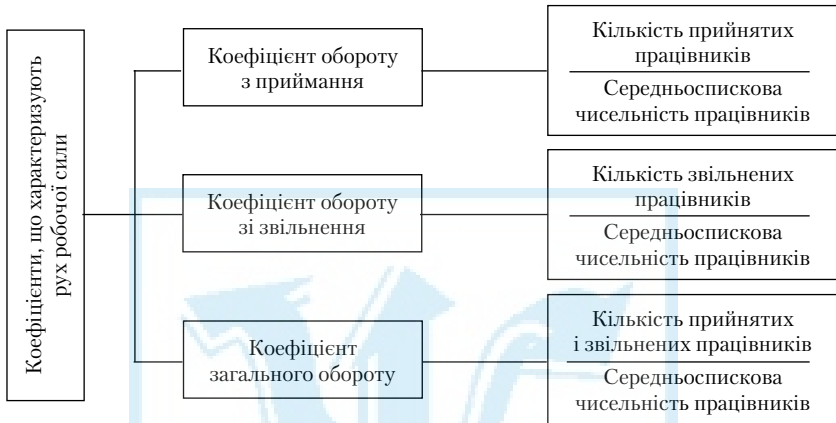 Коефіцієнти, що характеризують
рух робочої сили
Коефіцієнт обороту
з приймання
Кількість прийнятих
працівників
Середньоспискова
чисельність працівників
Коефіцієнт обороту
зі звільнення
Кількість звільнених
працівників
Середньоспискова
чисельність працівників
Коефіцієнт
загального обороту
Кількість прийнятих
і звільнених працівників
Середньоспискова
чисельність працівників